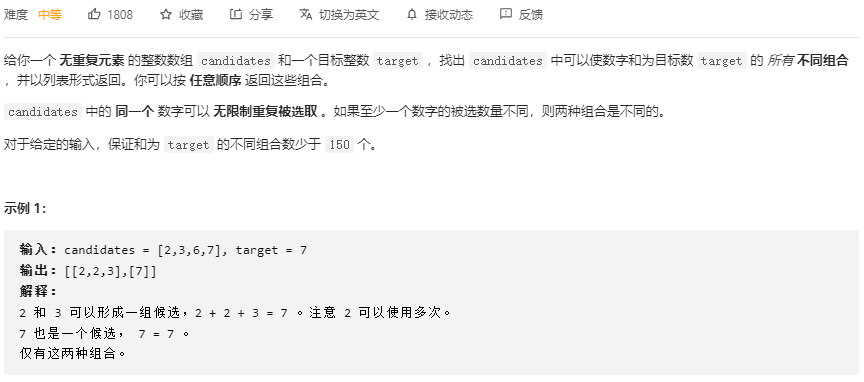 难度 中等 1808 收藏 分享 切换为英文 接收动态 反馈
给你一个 无重复元素 的整数数组 candidates 和一个目标整数 target ，找出 candidates 中可以使数字和为目标数 target 的 所有 不同组合
，并以列表形式返回。你可以按 任意顺序 返回这些组合。
candidates 中的 同一个 数字可以 无限制重复被选取 。如果至少一个数字的被选数量不同，则两种组合是不同的。
对于给定的输入，保证和为 target 的不同组合数少于 150 个。
示例 1：
输入：candidates = [2,3,6,7], target = 7
输出：[[2,2,3],[7]]
解释：
2 和 3 可以形成一组候选，2 + 2 + 3 = 7 。注意 2 可以使用多次。
7 也是一个候选， 7 = 7 。
仅有这两种组合。